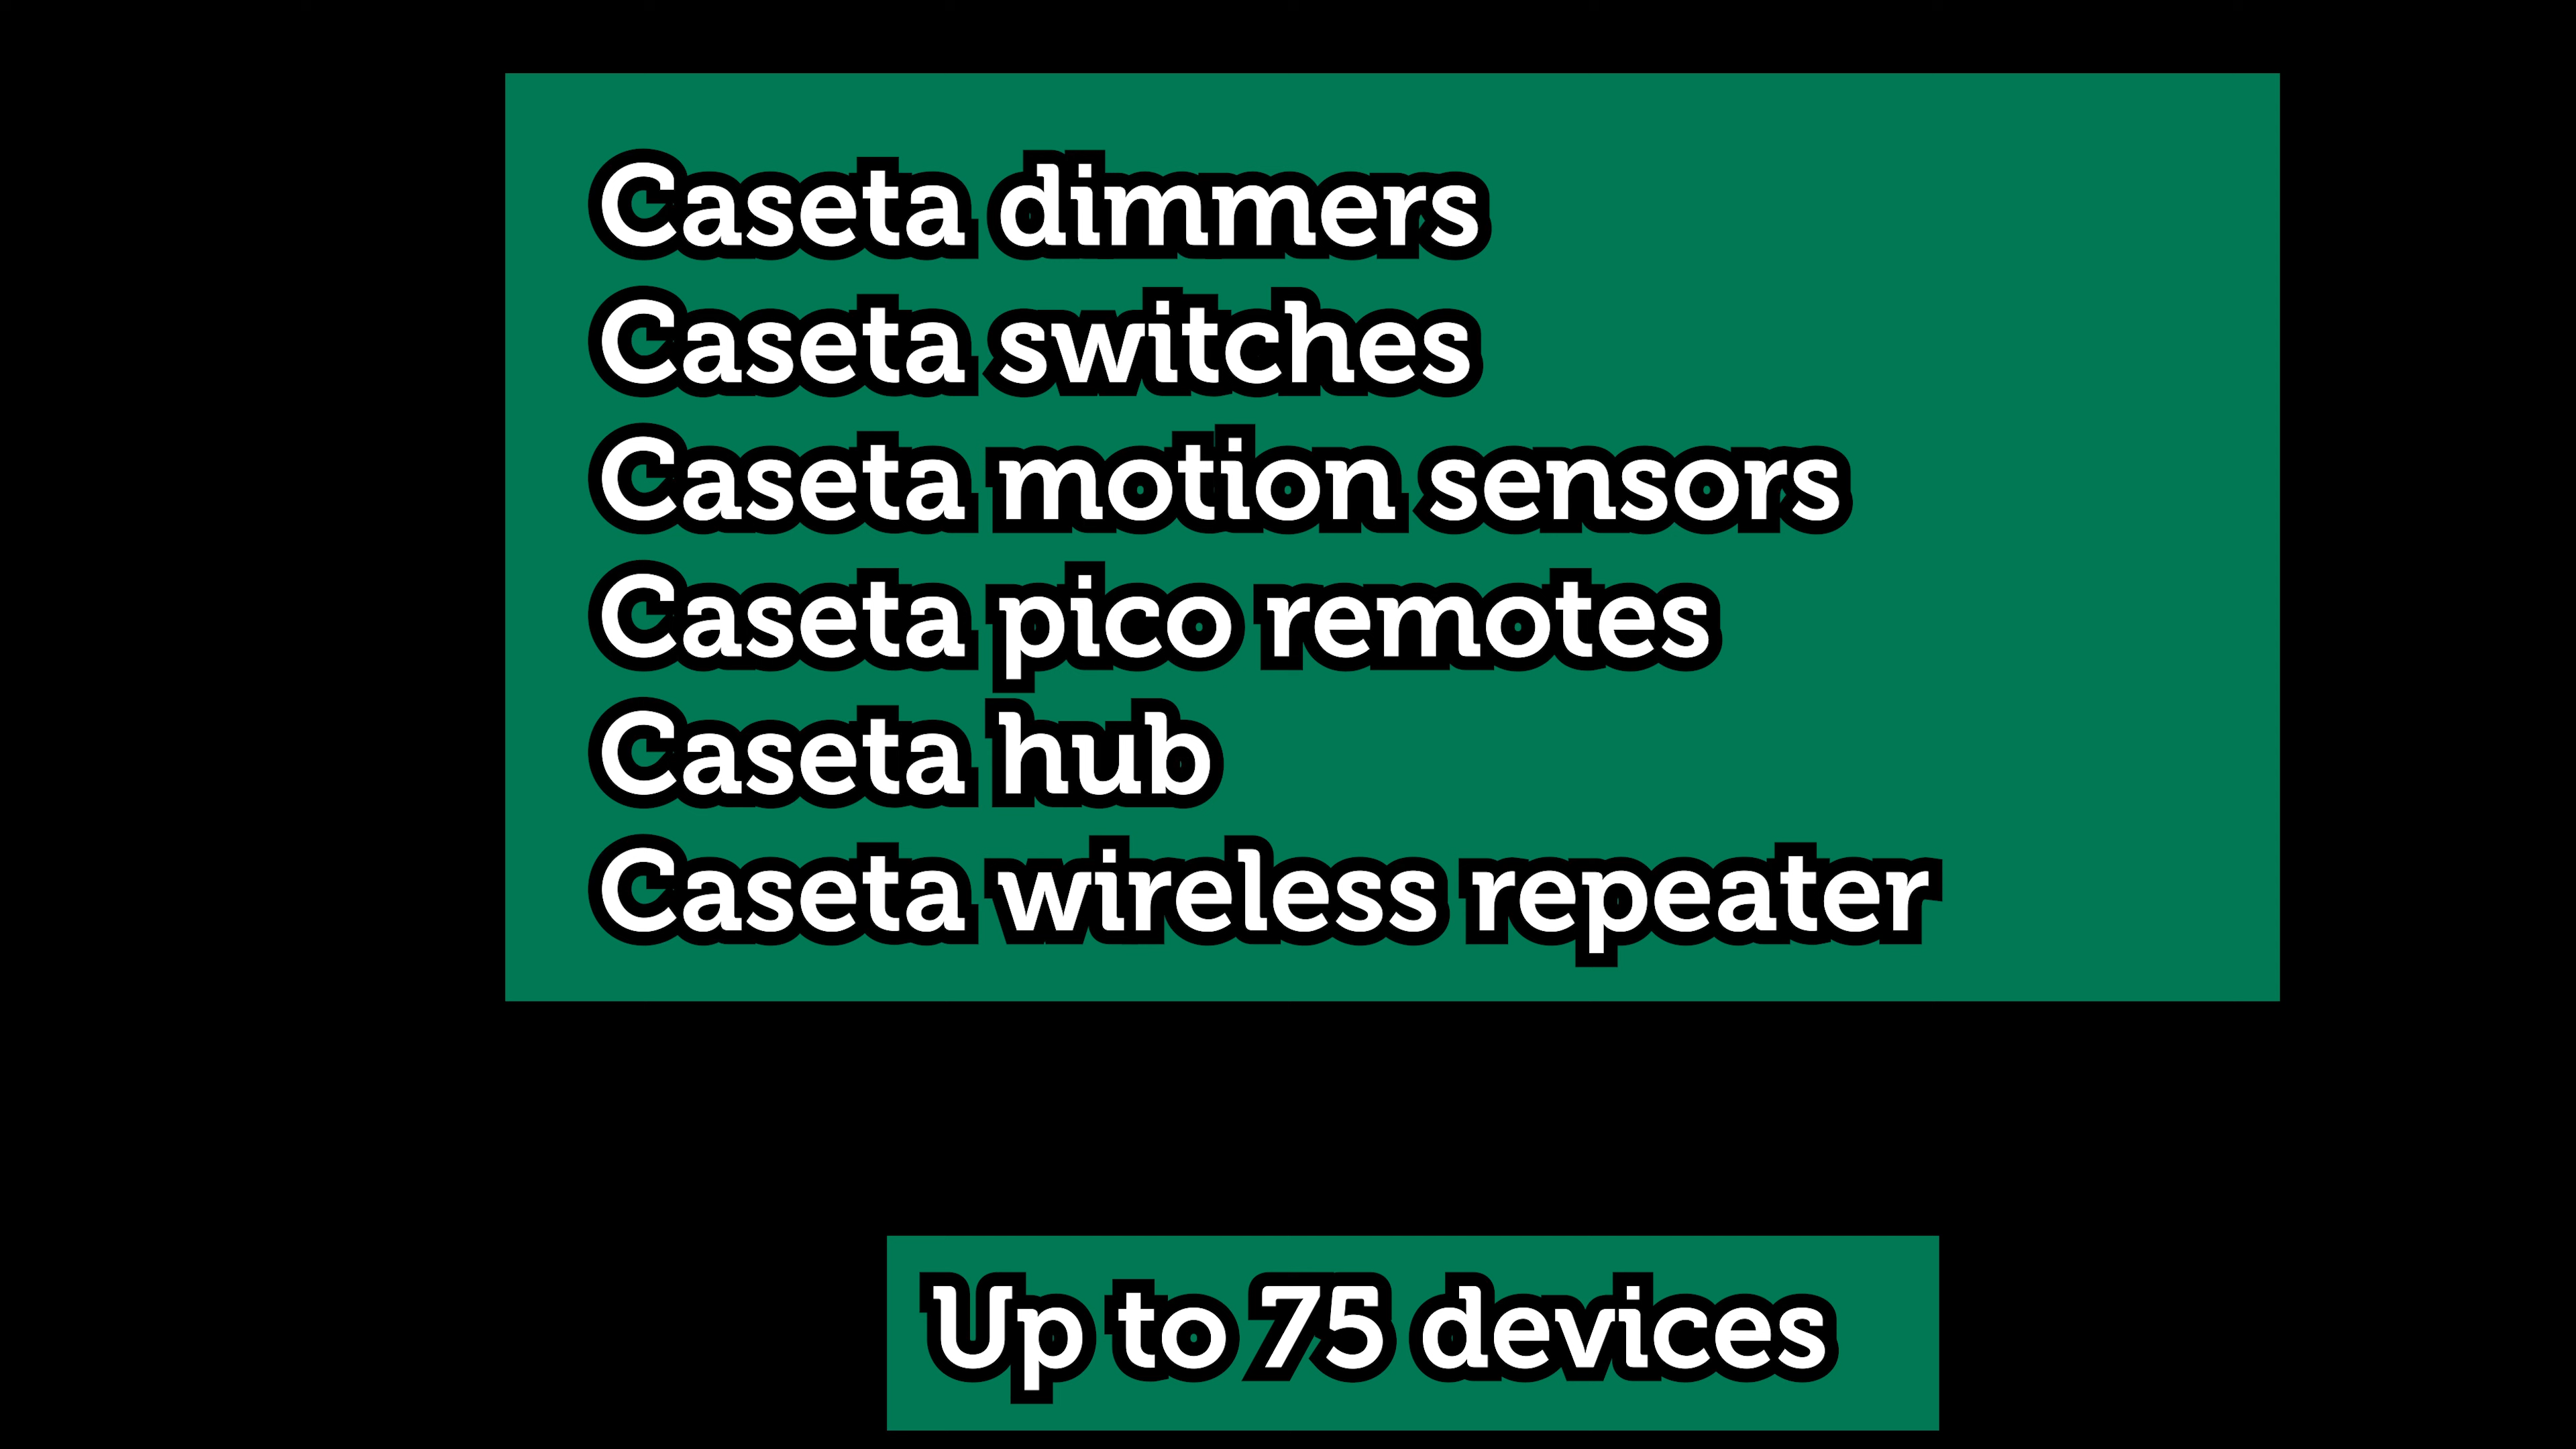 Caseta dimmers
Caseta switches
Caseta motion sensors
Caseta pico remotes
Caseta hub
Caseta wireless repeater
Up to 75 devices